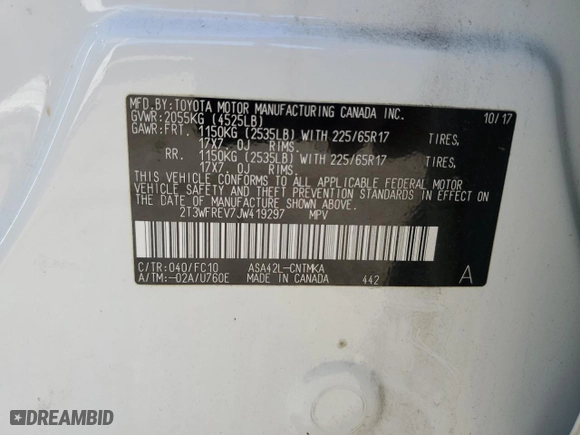 MFD.BY:TOYOTA MOTOR MANUFACTURING CANADA INC. 10/17
GVWR:2055KG (4525LB)
GAWR:FRT. 1150KG (2535LB) WITH 225/65R17 TIRES,
17X7 OJ RIMS.
RR. 1150KG (2535LB) WITH 225/65R17 TIRES,
17X7 OJ RIMS.
THIS VEHICLE CONFORMS TO ALL APPLICABLE FEDERAL MOTOR
VEHICLE SAFETY AND THEFT PREVENTION STANDARDS IN EFFECT ON
THE DATE OF MANUFACTURE SHOWN ABOVE.
2T3WFREV7JW419297 MPV
C/TR:040/FC10 ASA42L-CNTMKA
A/TM:-02A/U760E MADE IN CANADA 442 A
DREAMBID